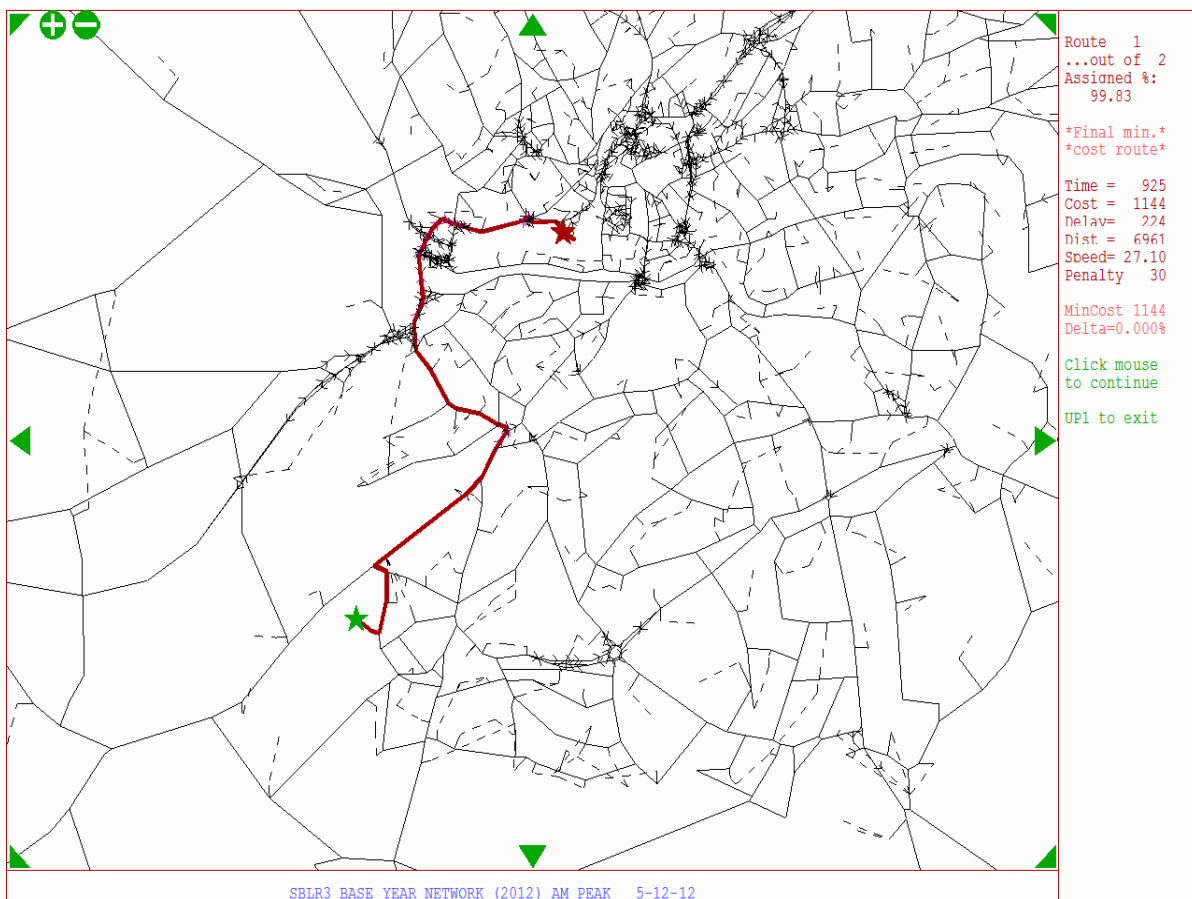 Route 1
...out of 2
Assigned %:
99.83
*Final min.*
*cost route*
Time = 925
Cost = 1144
Delay= 224
Dist = 6961
Speed= 27.10
Penalty 30
MinCost 1144
Delta=0.000%
Click mouse
to continue
UP1 to exit
SBLR3 BASE YEAR NETWORK (2012) AM PEAK 5-12-12